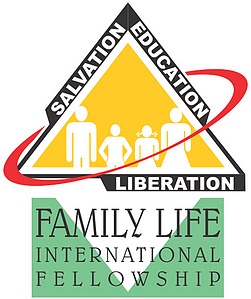 SALVATION
EDUCATION
LIBERATION
FAMILY LIFE
INTERNATIONAL
FELLOWSHIP